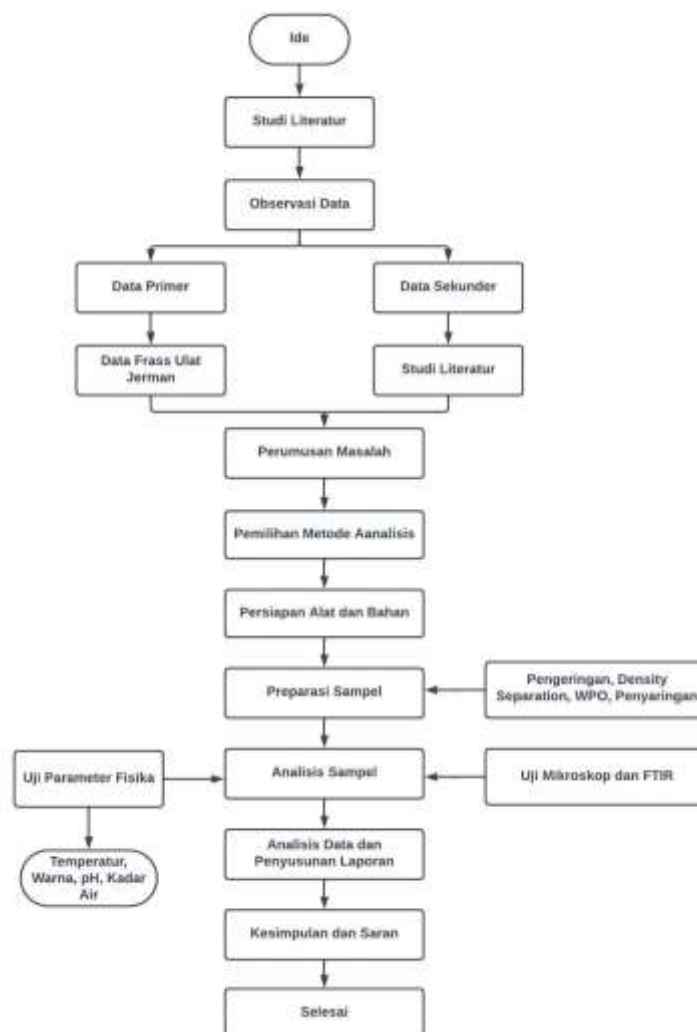 Ide
Studi Literatur
Observasi Data
Data Primer
Data Sekunder
Data Frass Ulat
Jerman
Studi Literatur
Perumusan Masalah
Pemilihan Metode Aanalisis
Persiapan Alat dan Bahan
Preparasi Sampel
Pengeringan, Density
Separation, WPO, Penyaringan
Uji Parameter Fisika
Analisis Sampel
Uji Mikroskop dan FTIR
Temperatur,
Warna, pH, Kadar
Air
Analisis Data dan
Penyusunan Laporan
Kesimpulan dan Saran
Selesai